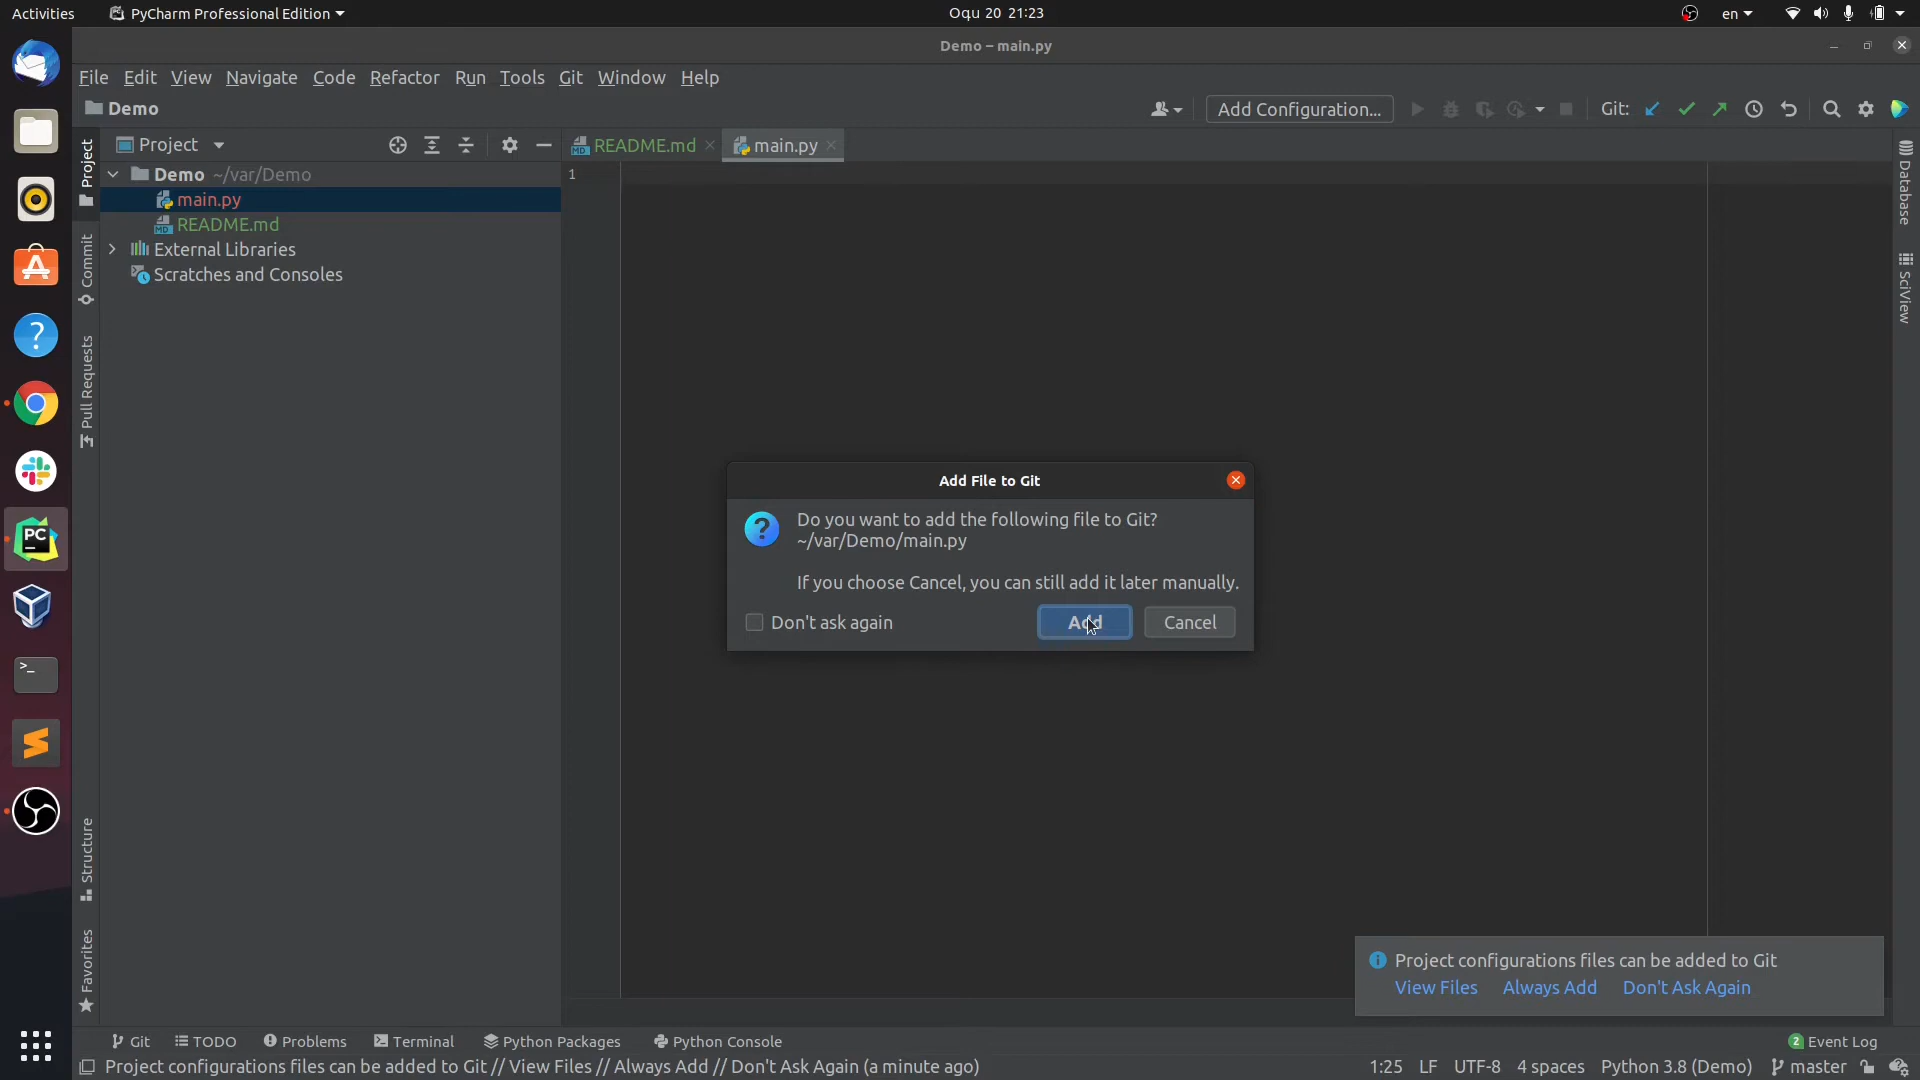 Activities
PyCharm Professional Edition
Օգս 20 21:23
en
Demo – main.py
File Edit View Navigate Code Refactor Run Tools Git Window Help
Demo
Add Configuration...
Git:
Project
README.md
main.py
1
Demo ~/var/Demo
main.py
README.md
External Libraries
Scratches and Consoles
Project
Commit
Pull Requests
Structure
Favorites
Database
SciView
PC
Add File to Git
Do you want to add the following file to Git?
~/var/Demo/main.py
If you choose Cancel, you can still add it later manually.
Don't ask again
Add
Cancel
Project configurations files can be added to Git
View Files Always Add Don't Ask Again
Git TODO Problems Terminal Python Packages Python Console
2 Event Log
Project configurations files can be added to Git // View Files // Always Add // Don't Ask Again (a minute ago)
1:25 LF UTF-8 4 spaces Python 3.8 (Demo) master